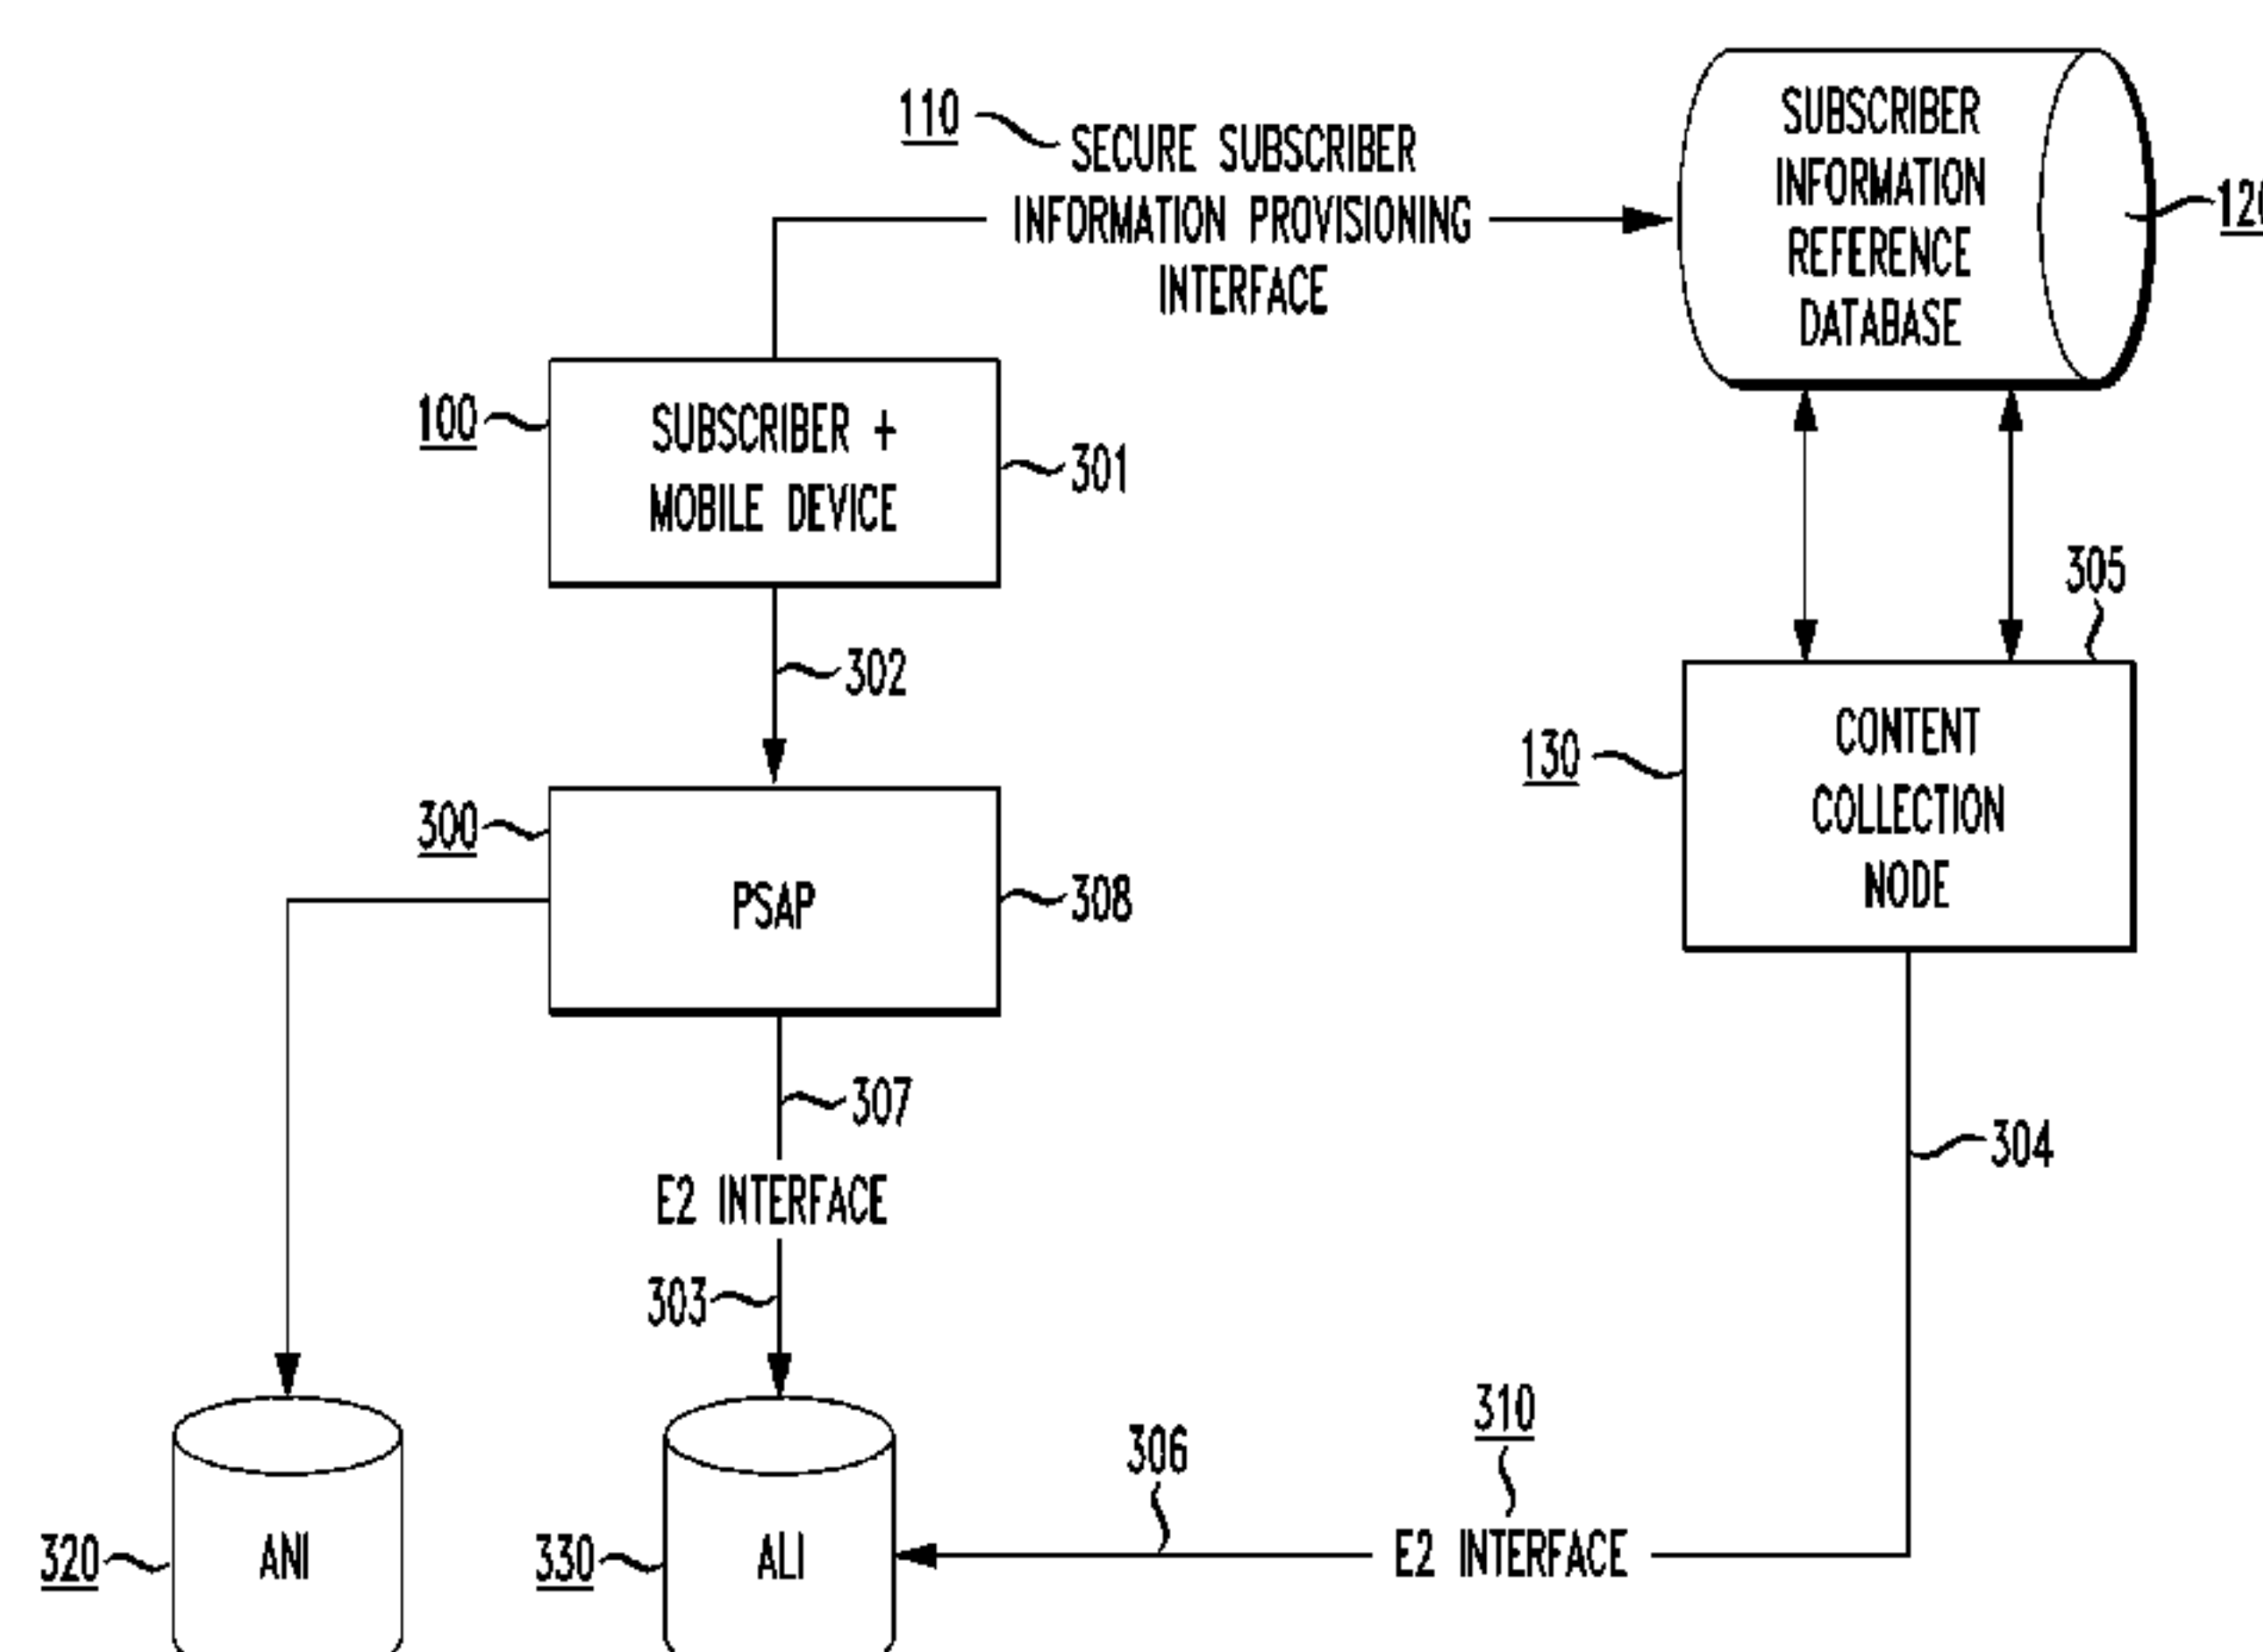 110
SECURE SUBSCRIBER
INFORMATION PROVISIONING
INTERFACE
SUBSCRIBER
INFORMATION
REFERENCE
DATABASE
120
100
SUBSCRIBER +
MOBILE DEVICE
301
302
305
300
PSAP
308
130
CONTENT
COLLECTION
NODE
307
E2 INTERFACE
303
304
320
ANI
330
ALI
306
310
E2 INTERFACE